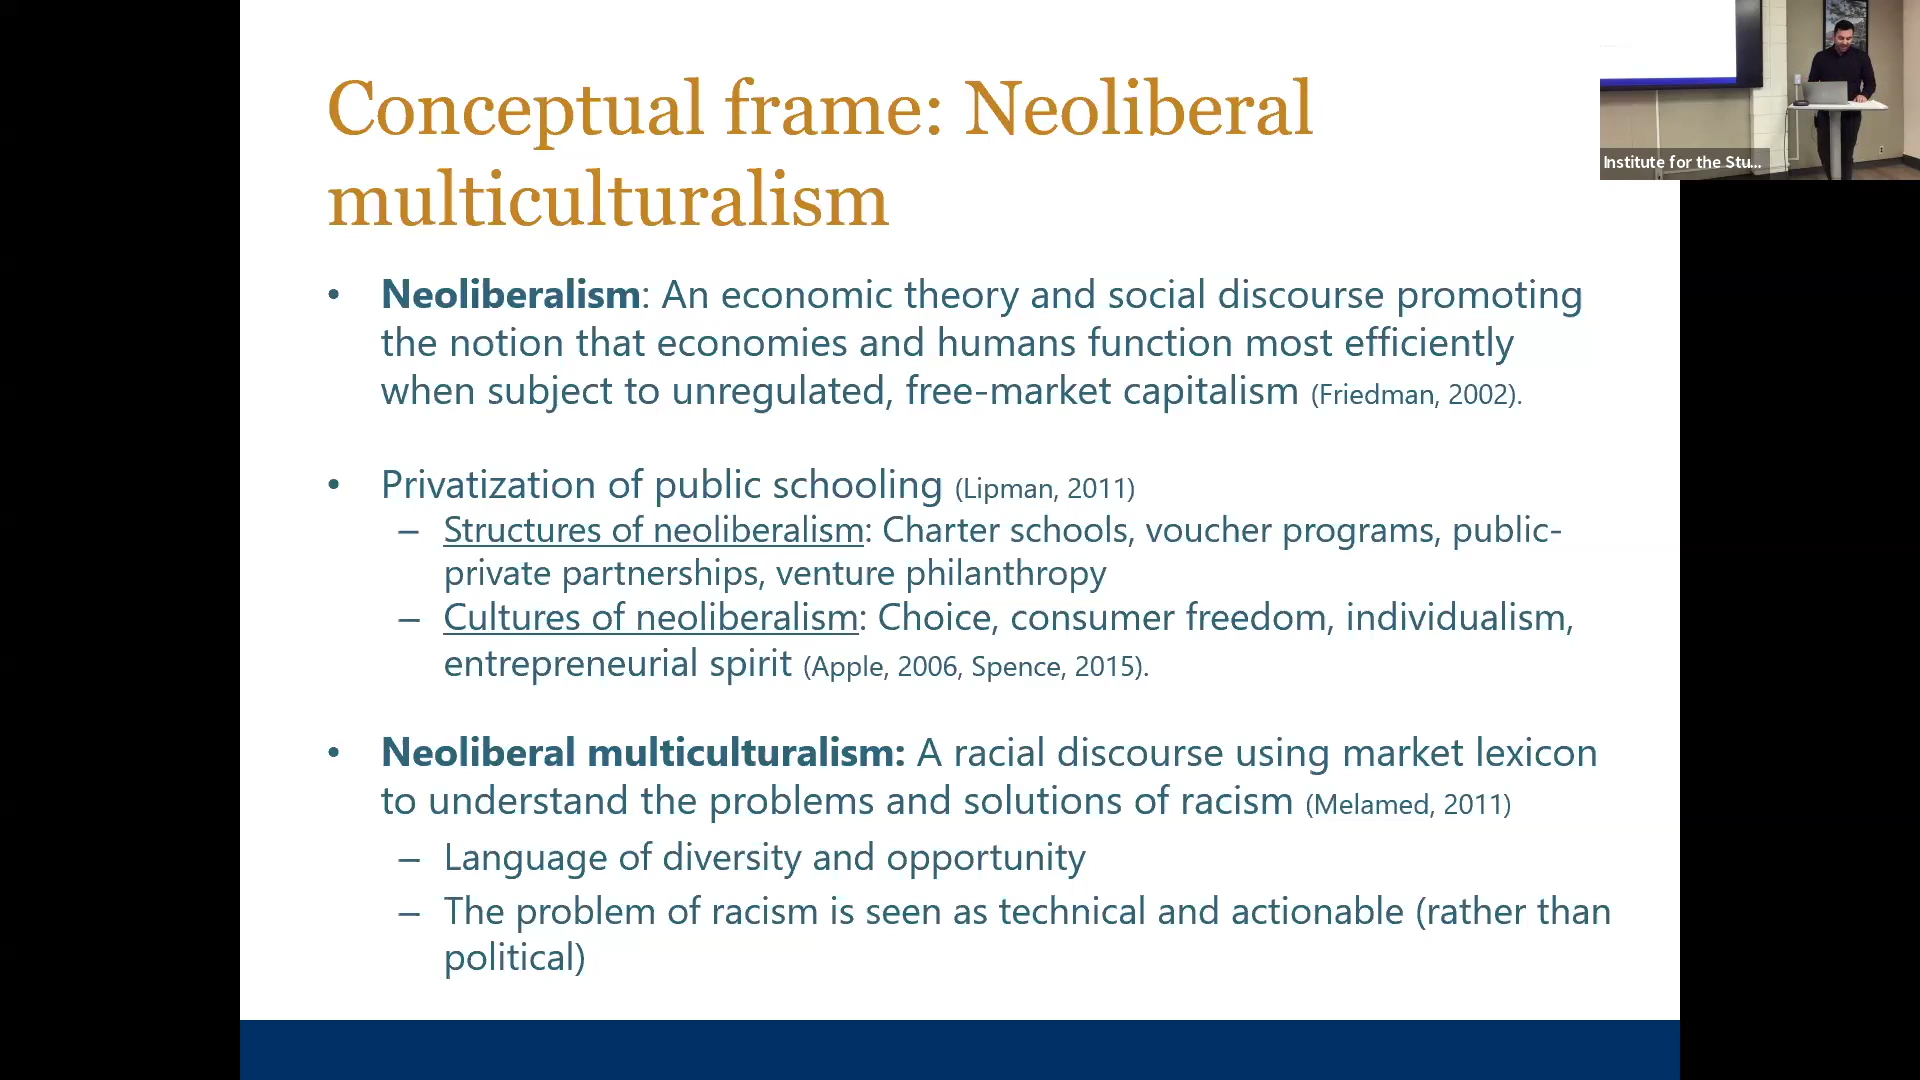 Conceptual frame: Neoliberal
multiculturalism
• Neoliberalism: An economic theory and social discourse promoting
the notion that economies and humans function most efficiently
when subject to unregulated, free-market capitalism (Friedman, 2002).
• Privatization of public schooling (Lipman, 2011)
– Structures of neoliberalism: Charter schools, voucher programs, public-
private partnerships, venture philanthropy
– Cultures of neoliberalism: Choice, consumer freedom, individualism,
entrepreneurial spirit (Apple, 2006, Spence, 2015).
• Neoliberal multiculturalism: A racial discourse using market lexicon
to understand the problems and solutions of racism (Melamed, 2011)
– Language of diversity and opportunity
– The problem of racism is seen as technical and actionable (rather than
political)
Institute for the Stu...